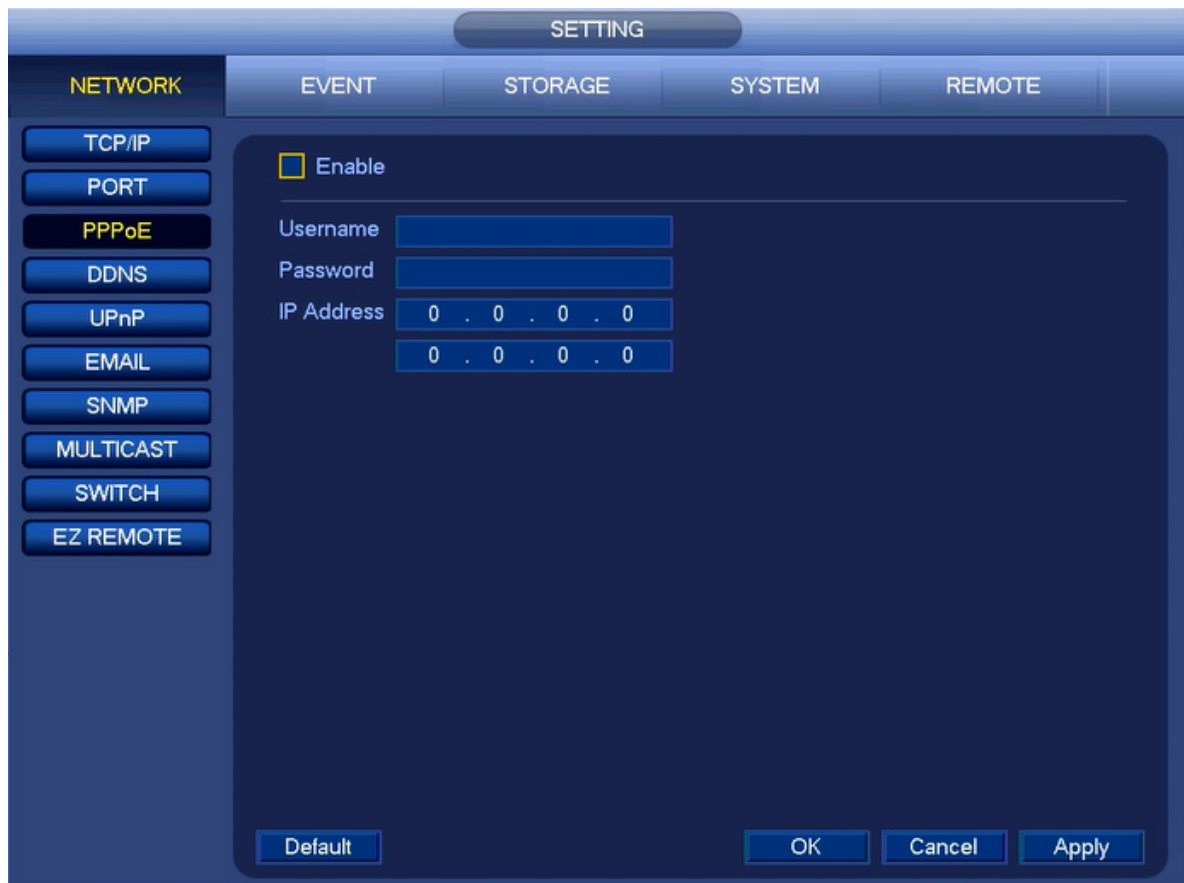 SETTING
NETWORK EVENT STORAGE SYSTEM REMOTE
TCP/IP
PORT
PPPoE
DDNS
UPnP
EMAIL
SNMP
MULTICAST
SWITCH
EZ REMOTE
Enable
Username
Password
IP Address 0 . 0 . 0 . 0
0 . 0 . 0 . 0
Default OK Cancel Apply